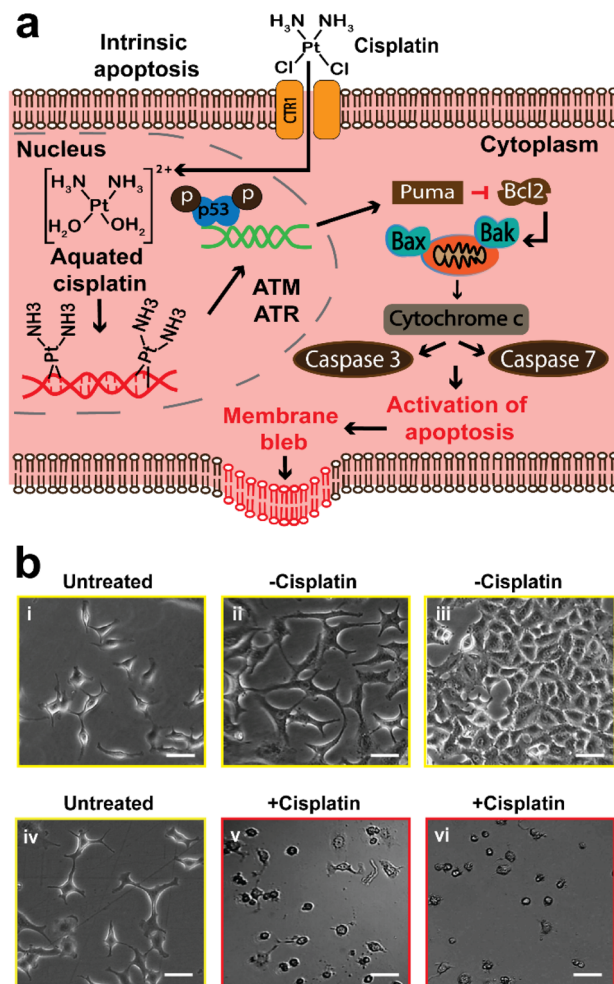 a
Intrinsic
apoptosis
H₃N NH₃
Pt
Cl Cl
Cisplatin
CTR1
Nucleus
Cytoplasm
2+
H₃N NH₃
Pt
H₂O OH₂
Aquated
cisplatin
P P
p53
Puma Bcl2
Bax Bak
ATM
ATR
NH3 NH3 NH3 NH3
Pt Pt
Cytochrome c
Caspase 3 Caspase 7
Activation of
apoptosis
Membrane
bleb
b
Untreated -Cisplatin -Cisplatin
i ii iii
Untreated +Cisplatin +Cisplatin
iv v vi